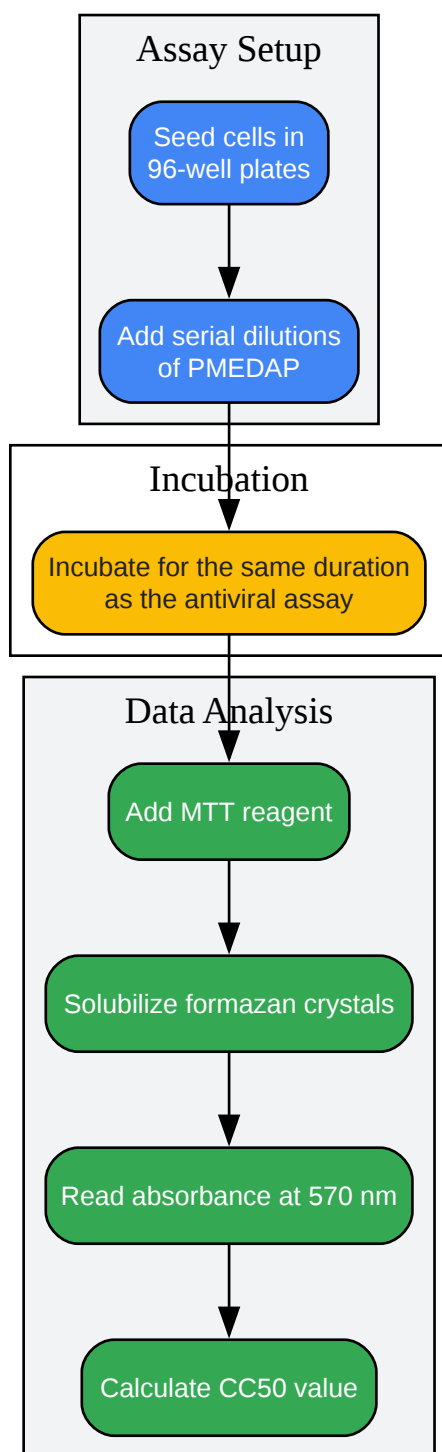 Assay Setup
Seed cells in
96-well plates
Add serial dilutions
of PMEDAP
Incubation
Incubate for the same duration
as the antiviral assay
Data Analysis
Add MTT reagent
Solubilize formazan crystals
Read absorbance at 570 nm
Calculate CC50 value